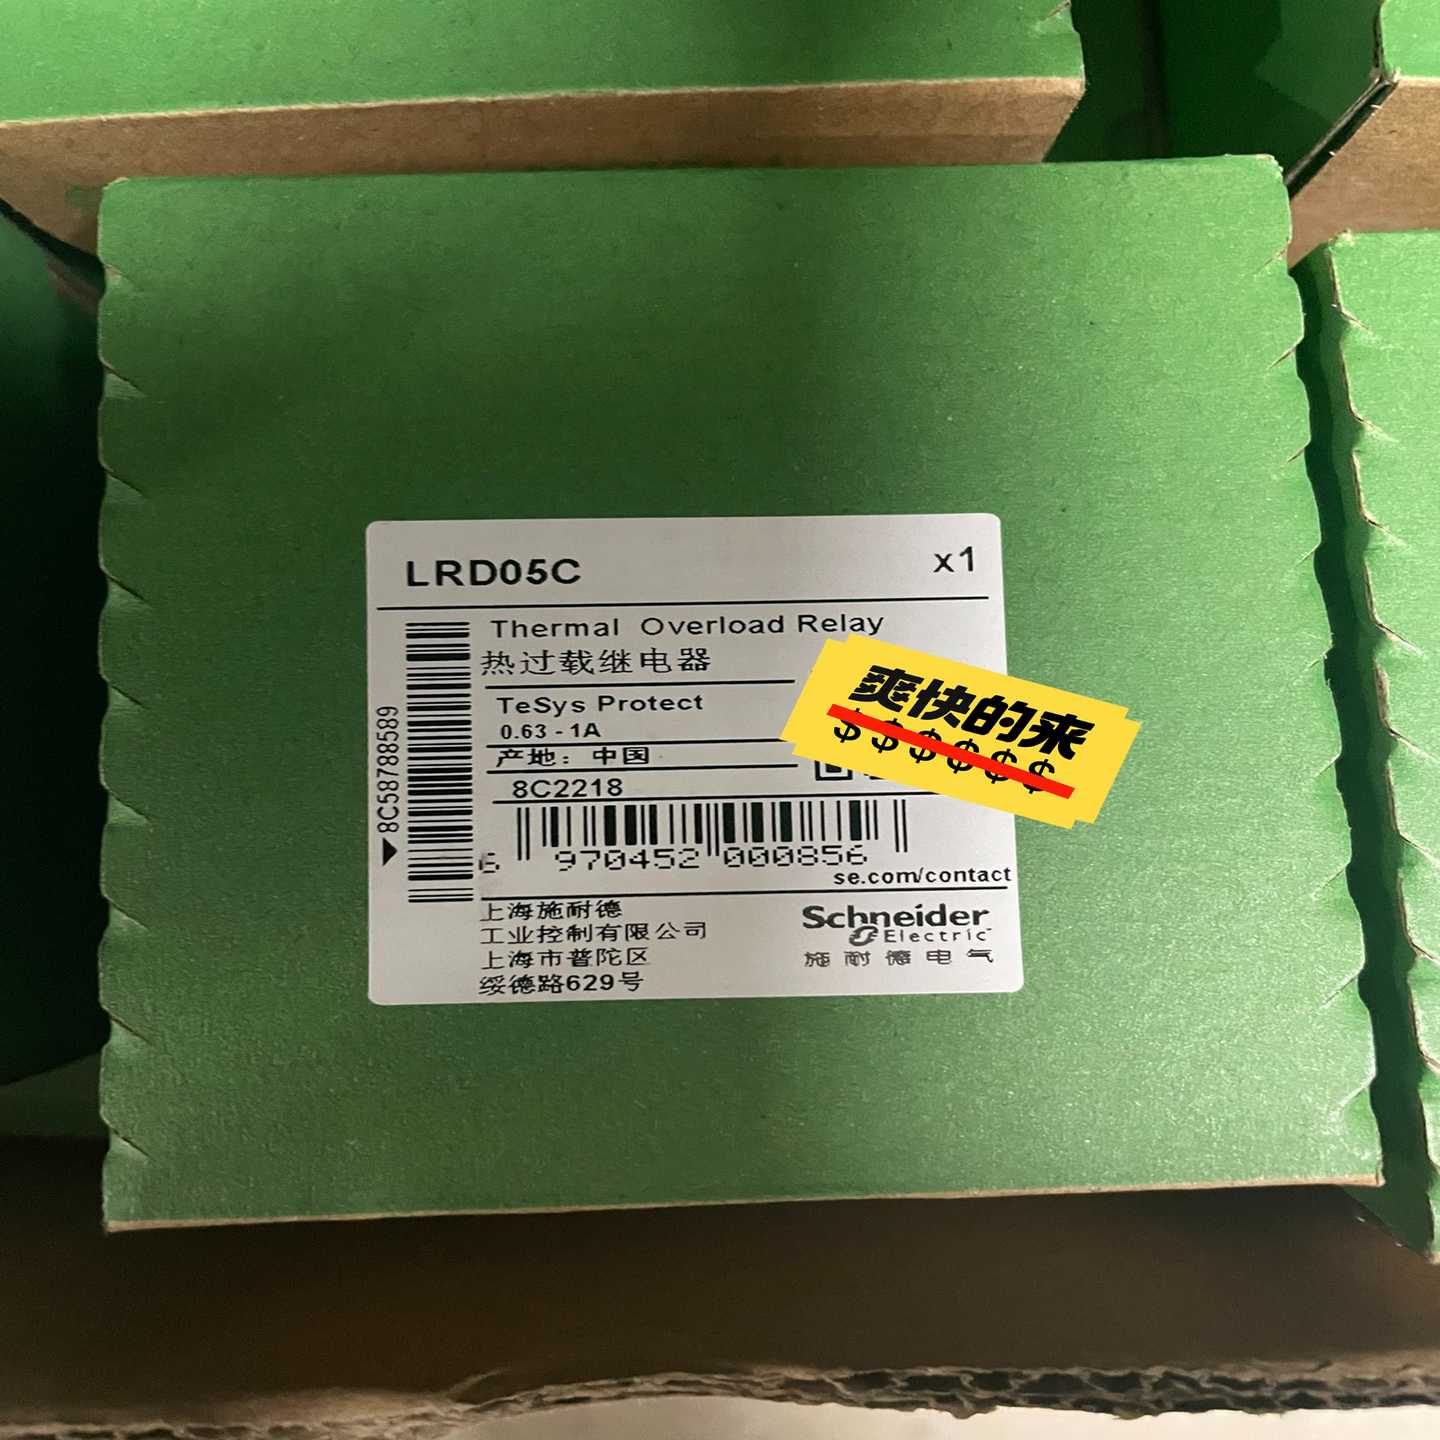 LRD05C
x1
Thermal Overload Relay
热过载继电器
TeSys Protect
0.63 - 1A
产地：中国
8C2218
8C58788589
6 970452 000856
se.com/contact
上海施耐德
工业控制有限公司
上海市普陀区
绥德路629号
Schneider
Electric
施耐德电气
爽快的来
$$$$$$